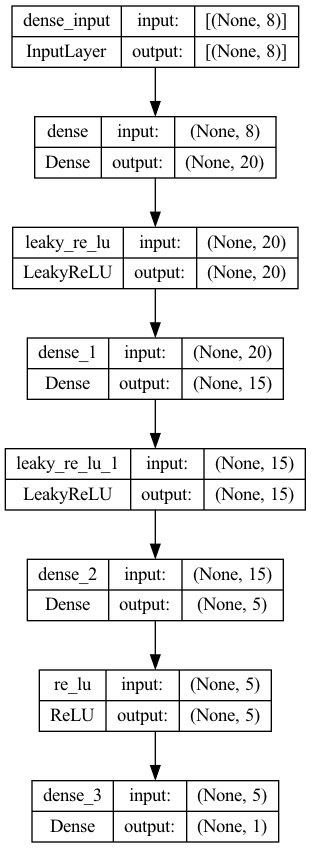 dense_input input: [(None, 8)]
InputLayer output: [(None, 8)]
dense input: (None, 8)
Dense output: (None, 20)
leaky_re_lu input: (None, 20)
LeakyReLU output: (None, 20)
dense_1 input: (None, 20)
Dense output: (None, 15)
leaky_re_lu_1 input: (None, 15)
LeakyReLU output: (None, 15)
dense_2 input: (None, 15)
Dense output: (None, 5)
re_lu input: (None, 5)
ReLU output: (None, 5)
dense_3 input: (None, 5)
Dense output: (None, 1)